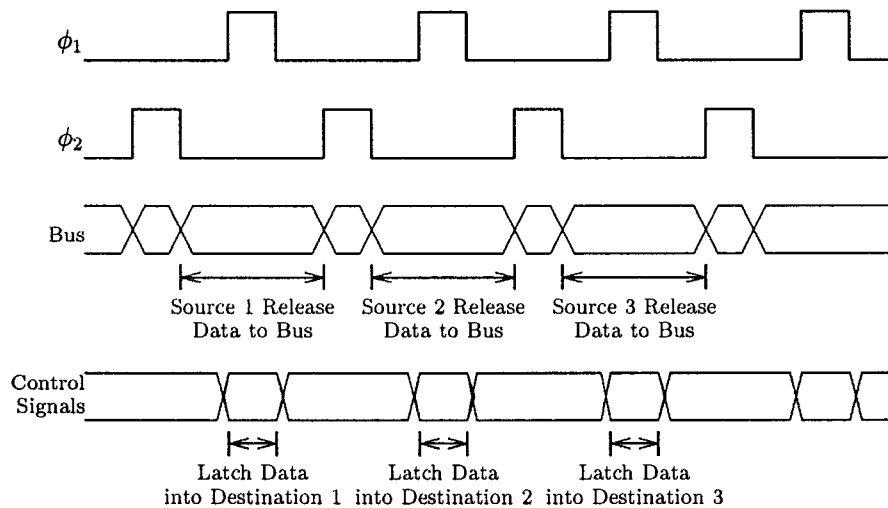 ϕ1
ϕ2
Bus
Source 1 Release
Data to Bus
Source 2 Release
Data to Bus
Source 3 Release
Data to Bus
Control
Signals
Latch Data
into Destination 1
Latch Data
into Destination 2
Latch Data
into Destination 3